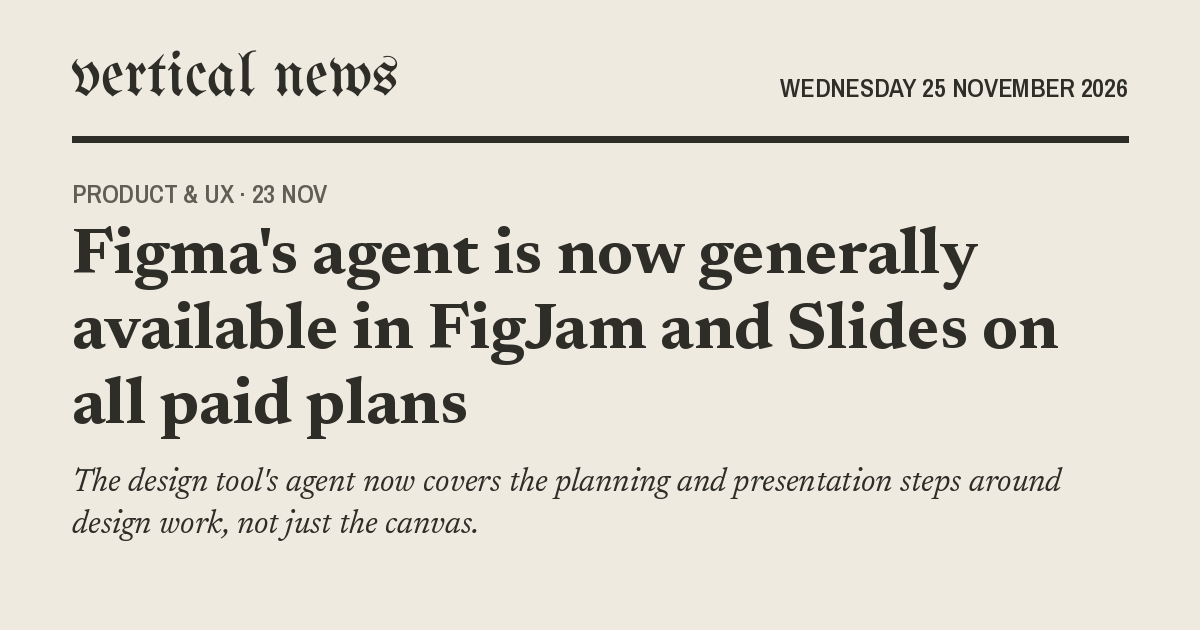 vertical news
WEDNESDAY 25 NOVEMBER 2026
PRODUCT & UX · 23 NOV
Figma's agent is now generally
available in FigJam and Slides on
all paid plans
The design tool's agent now covers the planning and presentation steps around
design work, not just the canvas.